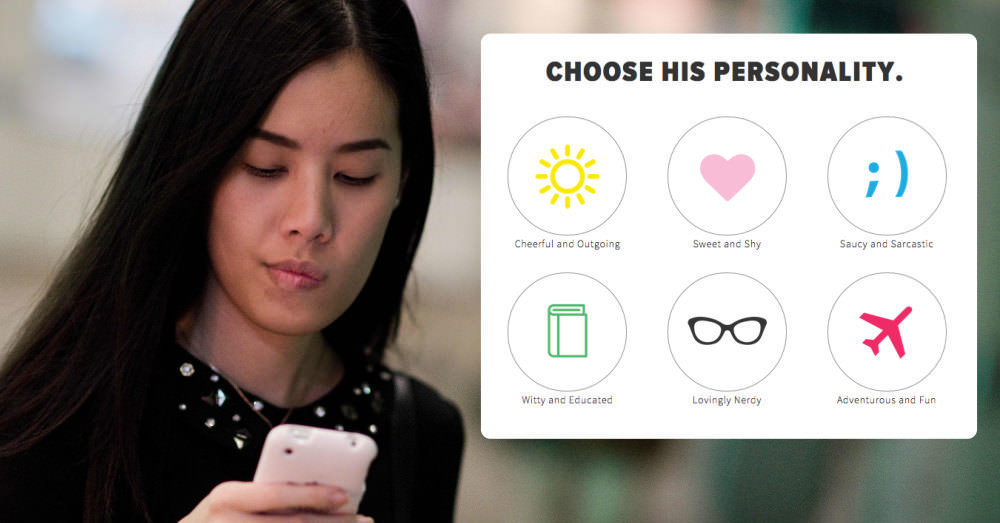 CHOOSE HIS PERSONALITY.
;)
Cheerful and Outgoing
Sweet and Shy
Saucy and Sarcastic
Witty and Educated
Lovingly Nerdy
Adventurous and Fun